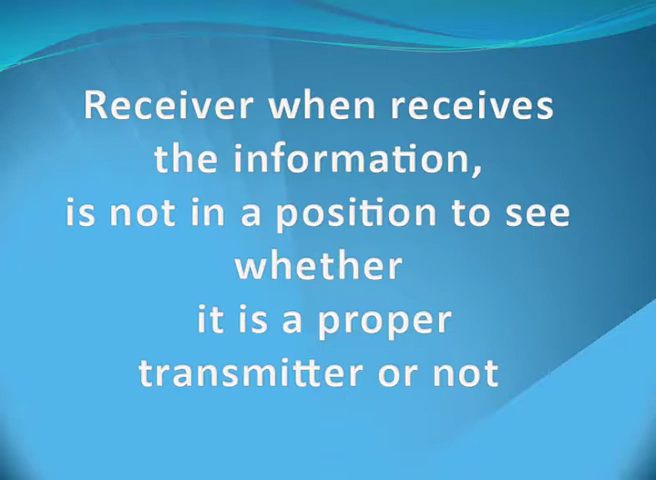 Receiver when receives
the information,
is not in a position to see
whether
it is a proper
transmitter or not